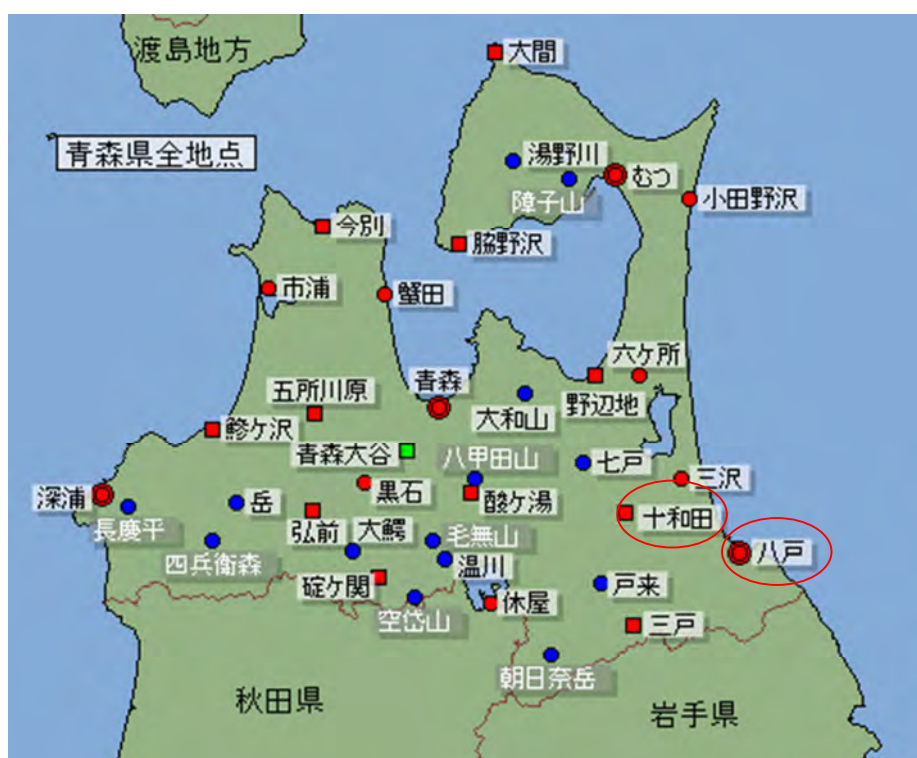 渡島地方
大間
青森県全地点
湯野川
むつ
障子山
小田野沢
今別
脇野沢
市浦
蟹田
六ケ所
青森
五所川原
大和山
野辺地
鰺ケ沢
青森大谷
八甲田山
七戸
三沢
深浦
黒石
酸ケ湯
岳
長慶平
弘前
大鰐
十和田
毛無山
八戸
四兵衛森
温川
碇ケ関
戸来
休屋
空岱山
三戸
朝日奈岳
秋田県
岩手県